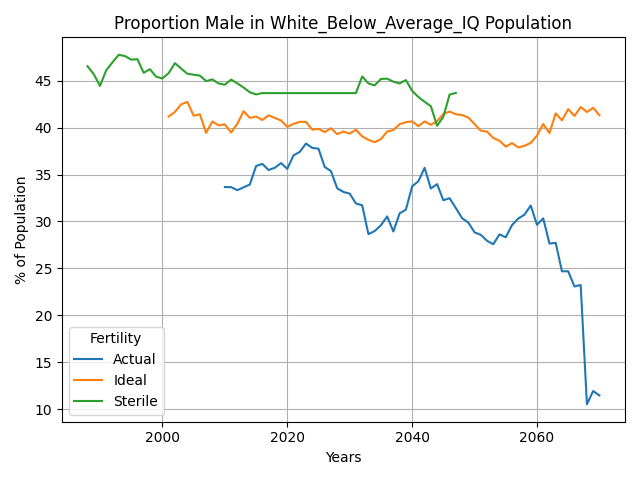 Proportion Male in White_Below_Average_IQ Population
% of Population
45
40
35
30
25
20
15
10
Fertility
Actual
Ideal
Sterile
2000 2020 2040 2060
Years